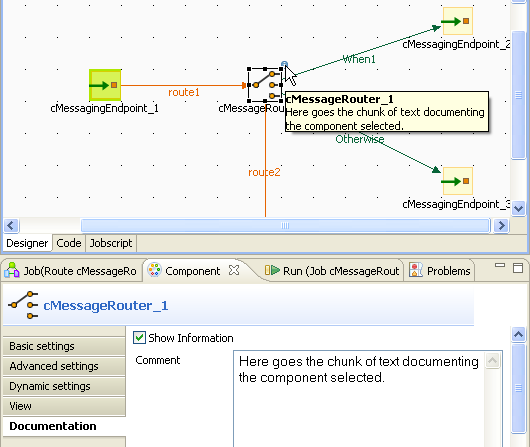 cMessagingEndpoint_2
When1
route1
cMessagingEndpoint_1
cMessageRou
cMessageRouter_1
Here goes the chunk of text documenting
the component selected.
Otherwise
route2
cMessagingEndpoint_3
Designer
Code
Jobscript
Job(Route cMessageRo
Component
Run (Job cMessageRout
Problems
cMessageRouter_1
Basic settings
Advanced settings
Dynamic settings
View
Documentation
Show Information
Comment
Here goes the chunk of text documenting
the component selected.